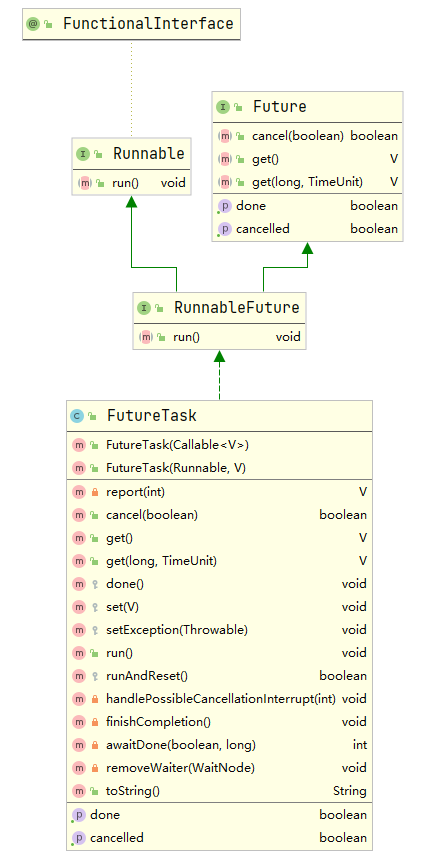 @ FunctionalInterface
I Future
m cancel(boolean) boolean
m get() V
m get(long, TimeUnit) V
p done boolean
p cancelled boolean
I Runnable
m run() void
I RunnableFuture
m run() void
C FutureTask
m FutureTask(Callable<V>)
m FutureTask(Runnable, V)
m report(int) V
m cancel(boolean) boolean
m get() V
m get(long, TimeUnit) V
m done() void
m set(V) void
m setException(Throwable) void
m run() void
m runAndReset() boolean
m handlePossibleCancellationInterrupt(int) void
m finishCompletion() void
m awaitDone(boolean, long) int
m removeWaiter(WaitNode) void
m toString() String
p done boolean
p cancelled boolean